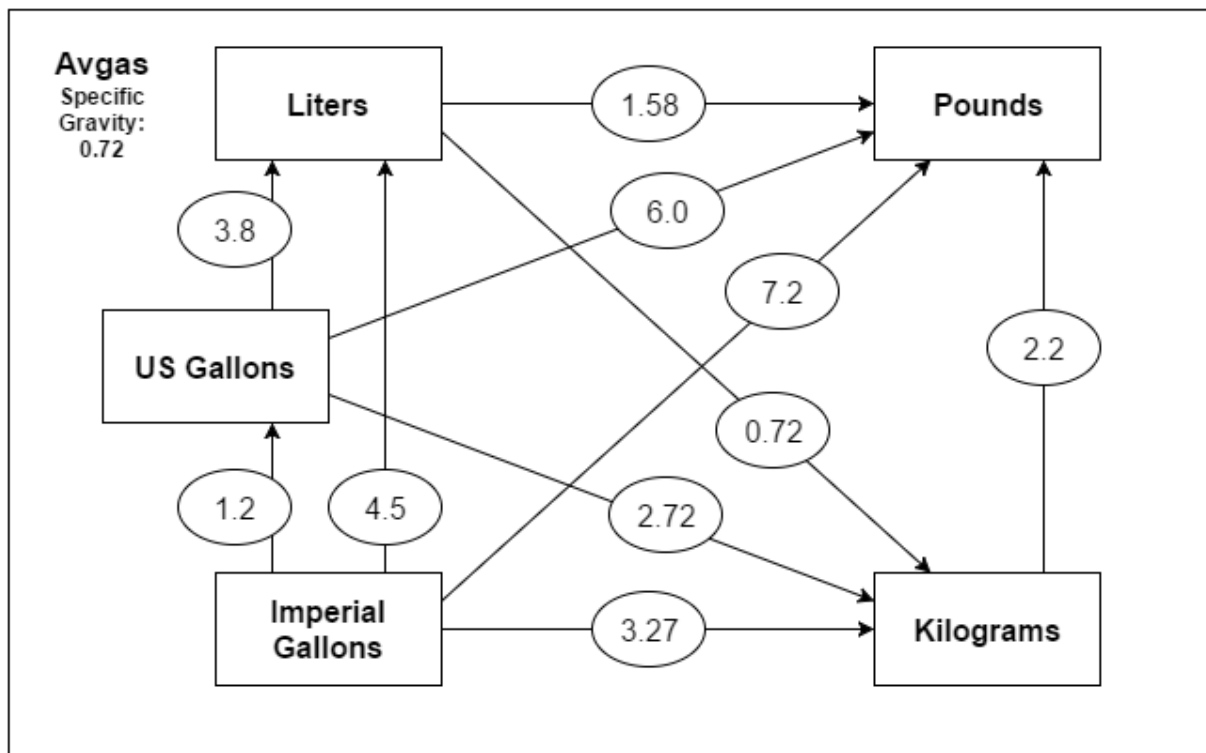 Avgas
Specific
Gravity:
0.72
Liters
1.58
Pounds
3.8
6.0
7.2
US Gallons
2.2
0.72
1.2
4.5
2.72
Imperial
Gallons
3.27
Kilograms